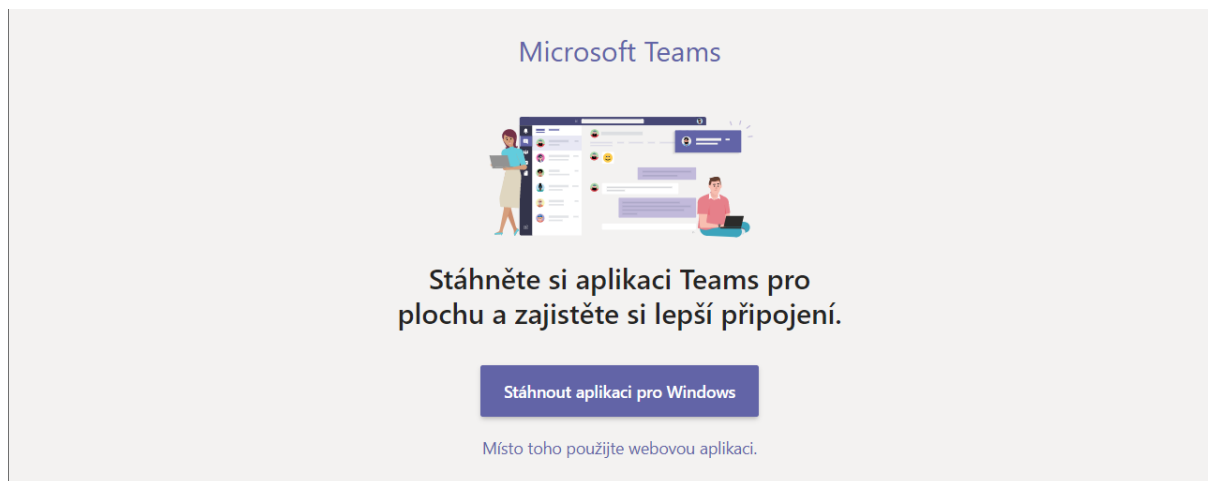 Microsoft Teams
Stáhněte si aplikaci Teams pro
plochu a zajistěte si lepší připojení.
Stáhnout aplikaci pro Windows
Místo toho použijte webovou aplikaci.